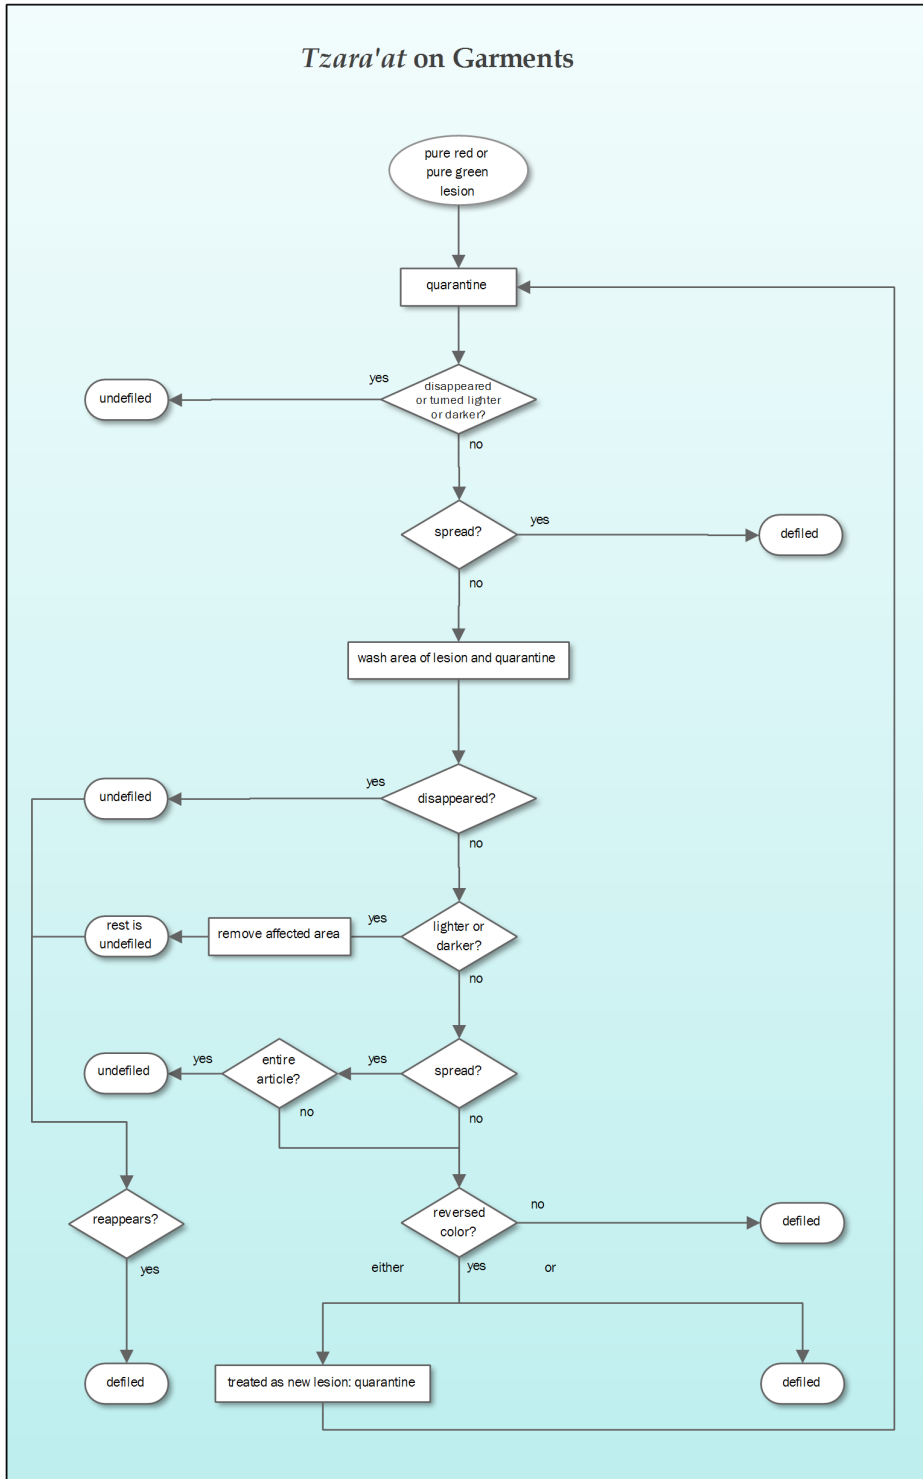 Tzara'at on Garments
pure red or
pure green
lesion
quarantine
yes
undefiled
disappeared
or turned lighter
or darker?
no
spread?
yes
defiled
no
wash area of lesion and quarantine
yes
undefiled
disappeared?
no
rest is
undefiled
remove affected area
yes
lighter or
darker?
no
undefiled
yes
entire
article?
yes
spread?
no
no
reappears?
reversed
color?
no
defiled
yes
either
yes
or
defiled
treated as new lesion: quarantine
defiled